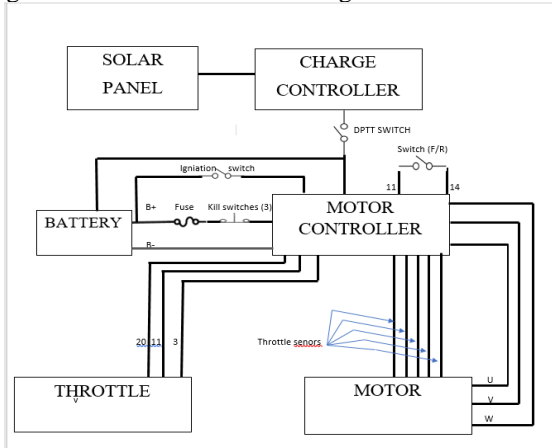 SOLAR
PANEL
CHARGE
CONTROLLER
DPTT SWITCH
Switch (F/R)
Igniation switch
11
14
B+
Fuse
Kill switches (3)
BATTERY
MOTOR
CONTROLLER
B-
20
11
3
Throttle senors
THROTTLE
V
MOTOR
U
V
W